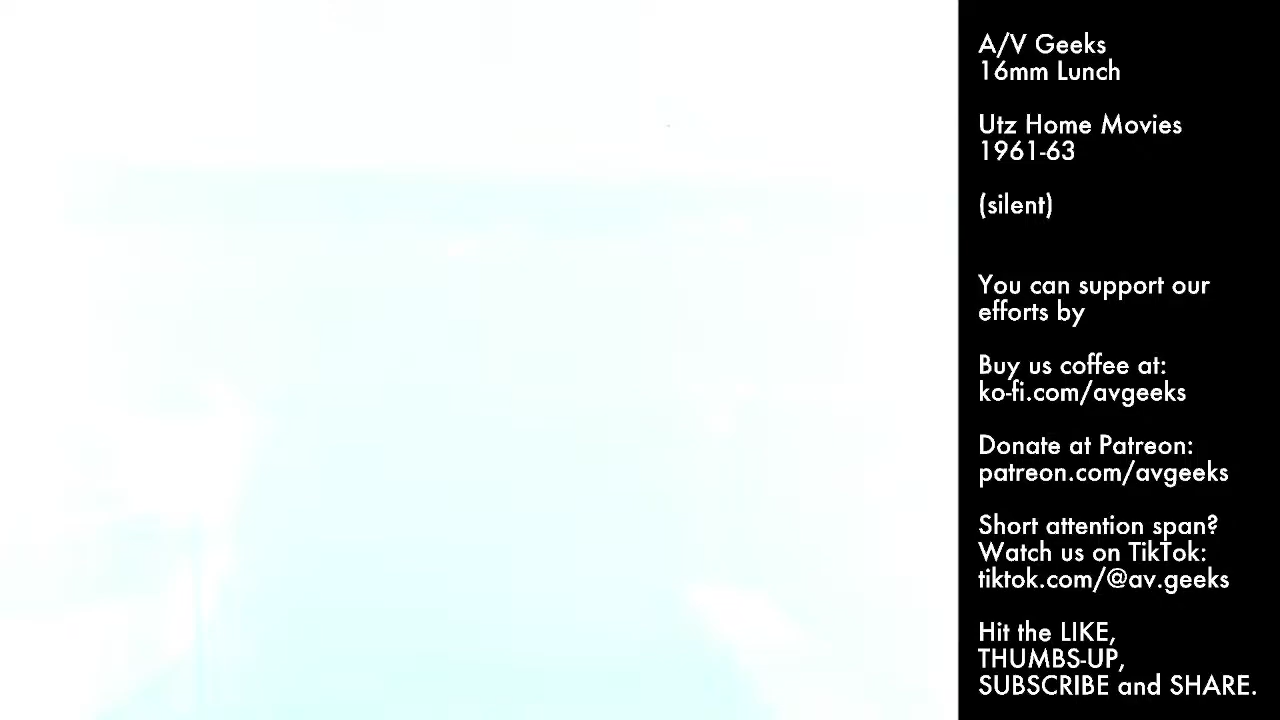 A/V Geeks
16mm Lunch
Utz Home Movies
1961-63
(silent)
You can support our
efforts by
Buy us coffee at:
ko-fi.com/avgeeks
Donate at Patreon:
patreon.com/avgeeks
Short attention span?
Watch us on TikTok:
tiktok.com/@av.geeks
Hit the LIKE,
THUMBS-UP,
SUBSCRIBE and SHARE.